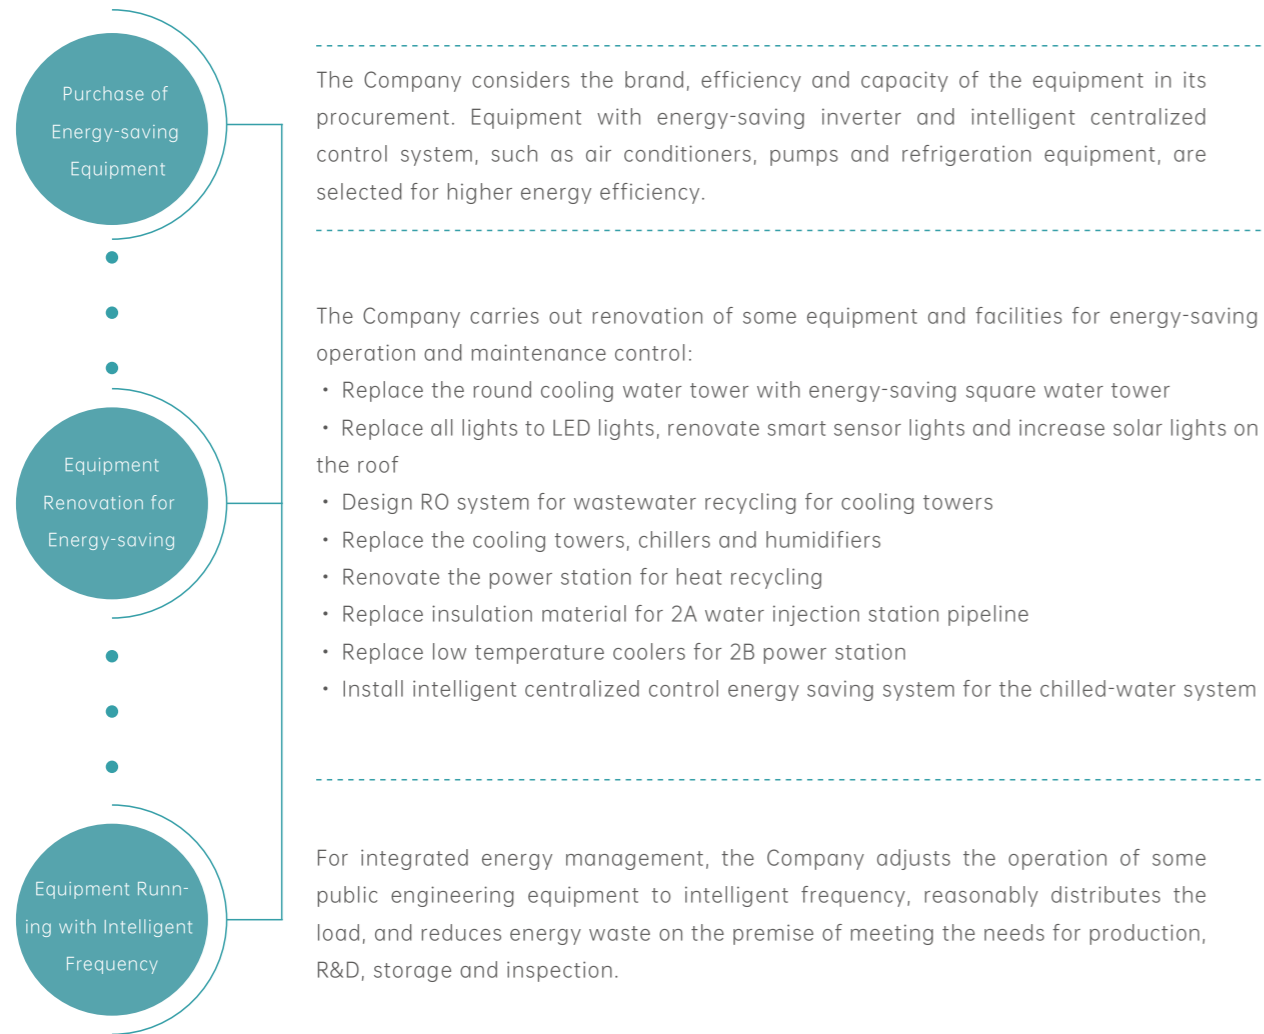 Purchase of
Energy-saving
Equipment
The Company considers the brand, efficiency and capacity of the equipment in its
procurement. Equipment with energy-saving inverter and intelligent centralized
control system, such as air conditioners, pumps and refrigeration equipment, are
selected for higher energy efficiency.
Equipment
Renovation for
Energy-saving
The Company carries out renovation of some equipment and facilities for energy-saving
operation and maintenance control:
・Replace the round cooling water tower with energy-saving square water tower
・Replace all lights to LED lights, renovate smart sensor lights and increase solar lights on
the roof
・Design RO system for wastewater recycling for cooling towers
・Replace the cooling towers, chillers and humidifiers
・Renovate the power station for heat recycling
・Replace insulation material for 2A water injection station pipeline
・Replace low temperature coolers for 2B power station
・Install intelligent centralized control energy saving system for the chilled-water system
Equipment Runn-
ing with Intelligent
Frequency
For integrated energy management, the Company adjusts the operation of some
public engineering equipment to intelligent frequency, reasonably distributes the
load, and reduces energy waste on the premise of meeting the needs for production,
R&D, storage and inspection.